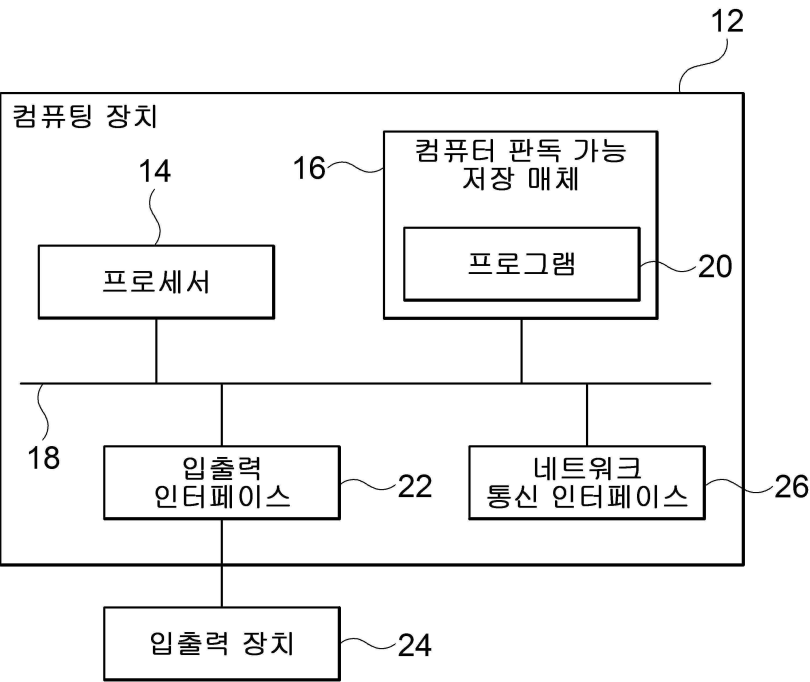 12
컴퓨팅 장치
14
프로세서
16
컴퓨터 판독 가능
저장 매체
프로그램
20
18
입출력
인터페이스
22
네트워크
통신 인터페이스
26
입출력 장치
24